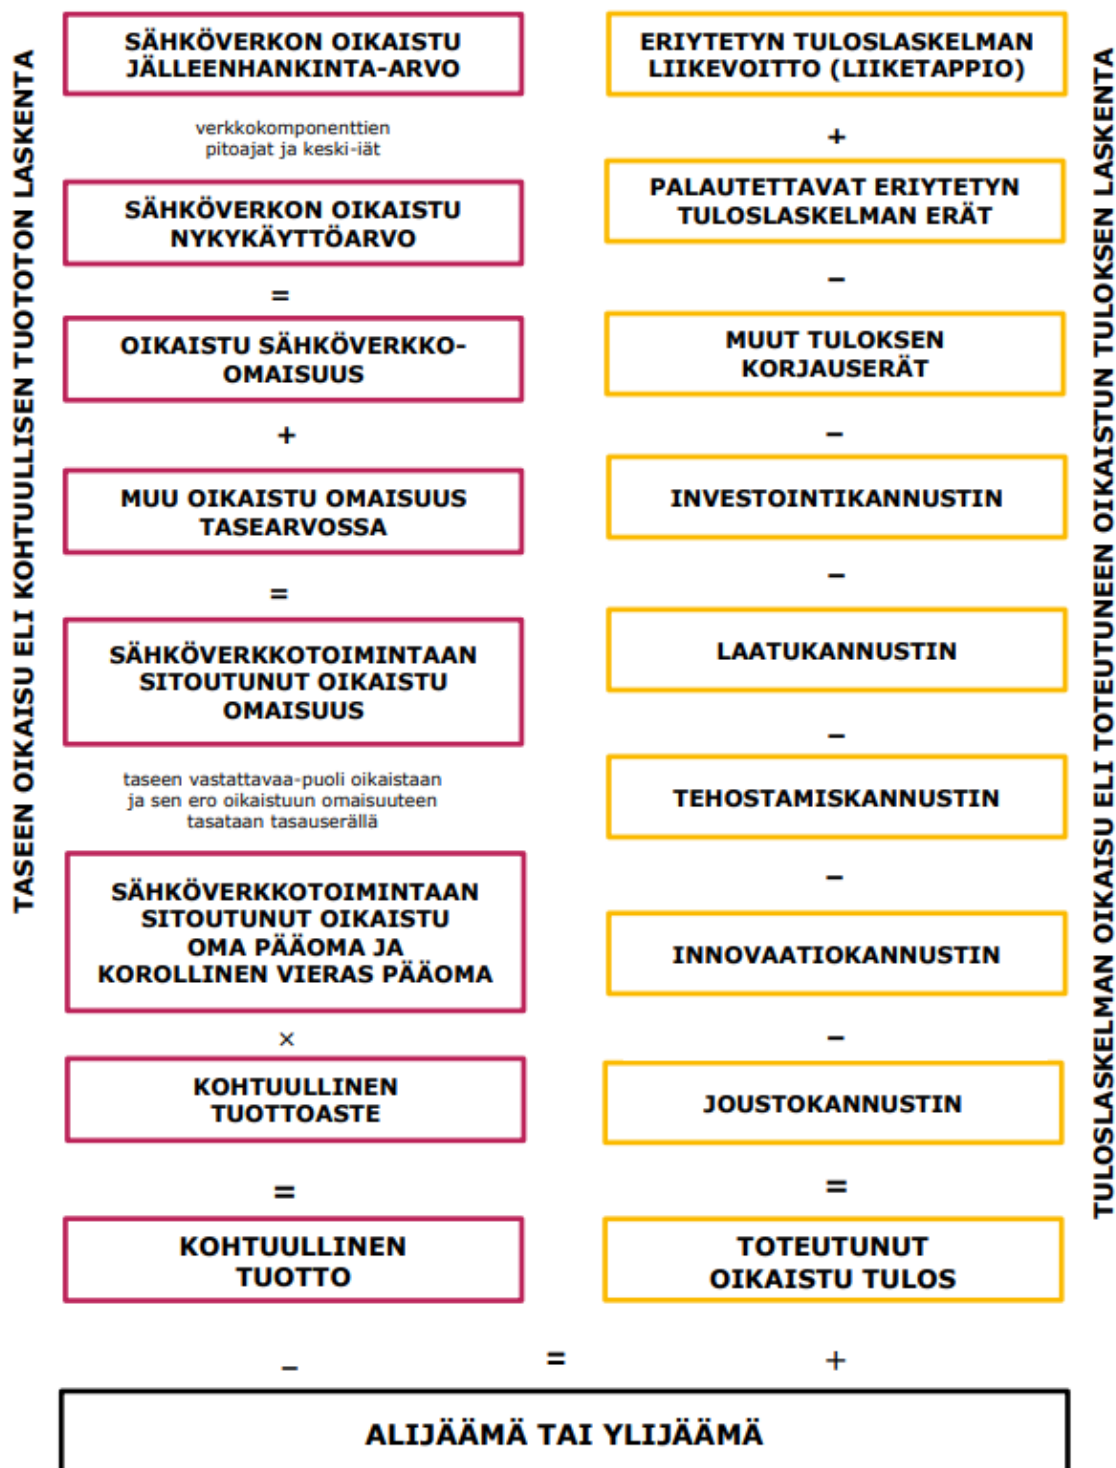 TASEEN OIKAISU ELI KOHTUULLISEN TUOTOTON LASKENTA
SÄHKÖVERKON OIKAISTU
JÄLLEENHANKINTA-ARVO
verkkokomponenttien
pitoajat ja keski-iät
SÄHKÖVERKON OIKAISTU
NYKYKÄYTTÖARVO
=
OIKAISTU SÄHKÖVERKKO-
OMAISUUS
+
MUU OIKAISTU OMAISUUS
TASEARVOSSA
=
SÄHKÖVERKKOTOIMINTAAN
SITOUTUNUT OIKAISTU
OMAISUUS
taseen vastattavaa-puoli oikaistaan
ja sen ero oikaistuun omaisuuteen
tasataan tasauserällä
SÄHKÖVERKKOTOIMINTAAN
SITOUTUNUT OIKAISTU
OMA PÄÄOMA JA
KOROLLINEN VIERAS PÄÄOMA
×
KOHTUULLINEN
TUOTTOASTE
=
KOHTUULLINEN
TUOTTO
ERIYTETYN TULOSLASKELMAN
LIIKEVOITTO (LIIKETAPPIO)
+
PALAUTETTAVAT ERIYTETYN
TULOSLASKELMAN ERÄT
–
MUUT TULOKSEN
KORJAUSERÄT
–
INVESTOINTIKANNUSTIN
–
LAATUKANNUSTIN
–
TEHOSTAMISKANNUSTIN
–
INNOVAATIOKANNUSTIN
–
JOUSTOKANNUSTIN
=
TOTEUTUNUT
OIKAISTU TULOS
TULOSLASKELMAN OIKAISU ELI TOTEUTUNEEN OIKAISTUN TULOKSEN LASKENTA
– = +
ALIJÄÄMÄ TAI YLIJÄÄMÄ